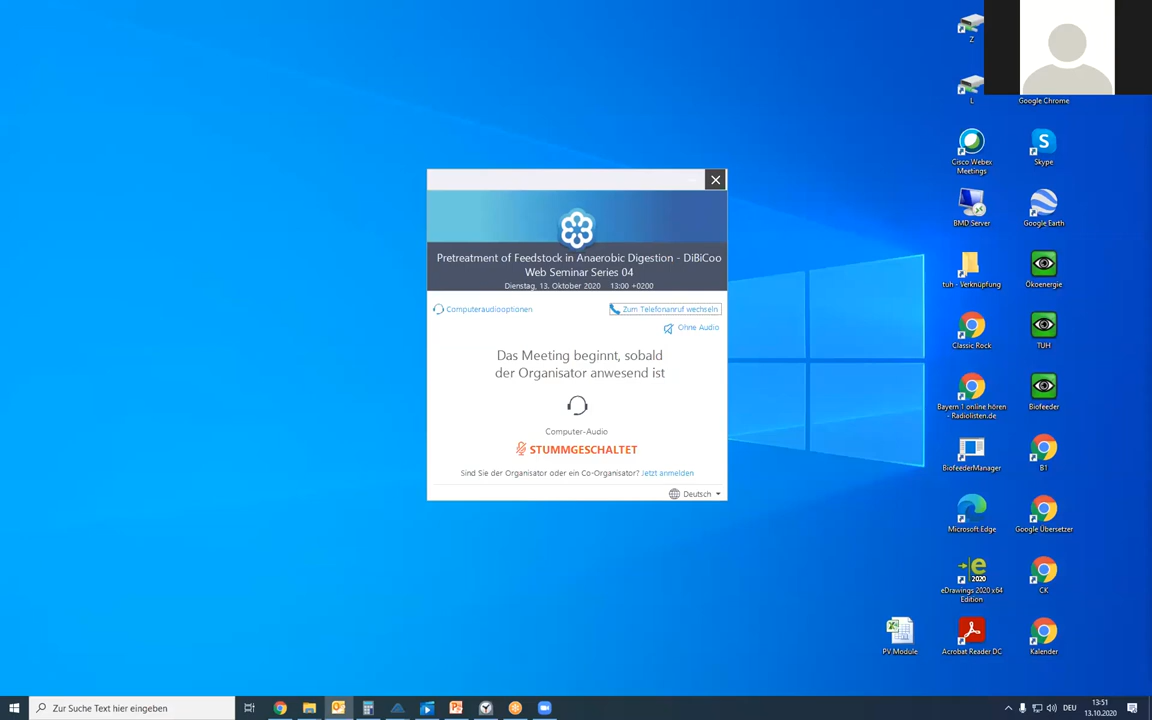 Z
L
Google Chrome
Cisco Webex
Meetings
Skype
BMD Server
Google Earth
tuh - Verknüpfung
Ökoenergie
Classic Rock
TUH
Bayern 1 online hören
- Radiolisten.de
Biofeeder
BiofeederManager
B1
Microsoft Edge
Google Übersetzer
eDrawings 2020 x64
Edition
CK
PV Module
Acrobat Reader DC
Kalender
Pretreatment of Feedstock in Anaerobic Digestion - DiBiCoo
Web Seminar Series 04
Dienstag, 13. Oktober 2020 13:00 +0200
Computeraudiooptionen
Zum Telefonanruf wechseln
Ohne Audio
Das Meeting beginnt, sobald
der Organisator anwesend ist
Computer-Audio
STUMMGESCHALTET
Sind Sie der Organisator oder ein Co-Organisator? Jetzt anmelden
Deutsch
Zur Suche Text hier eingeben
DEU
13:51
13.10.2020